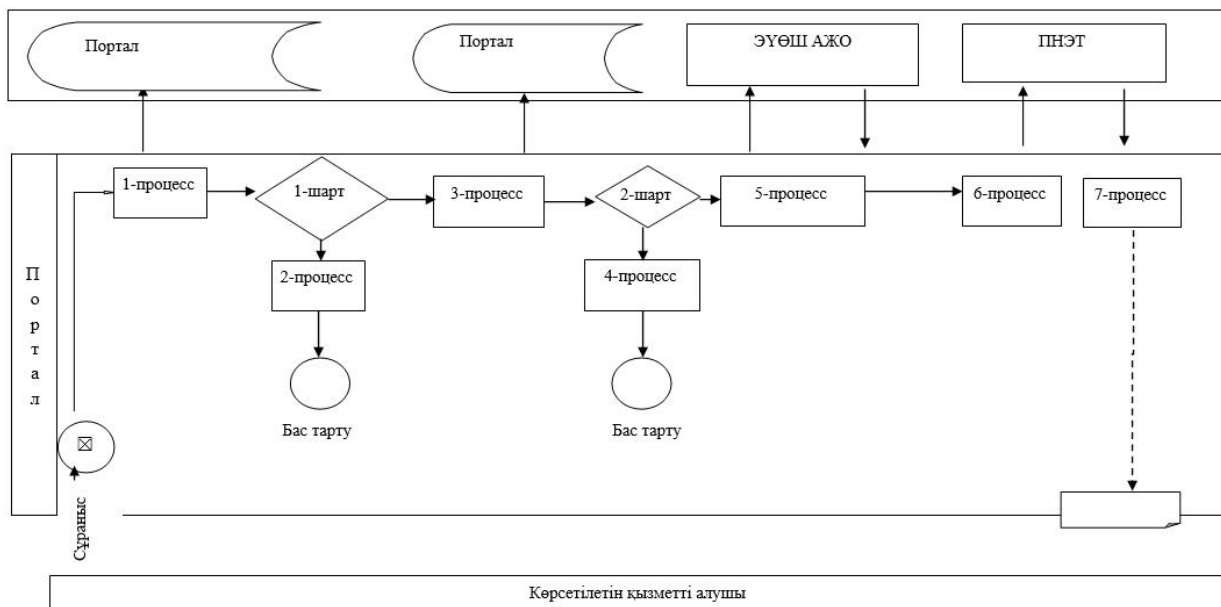 Портал
Портал
ЭҮӨШ АЖО
ПНЭТ
1-процесс
1-шарт
3-процесс
2-шарт
5-процесс
6-процесс
7-процесс
2-процесс
4-процесс
Портал
Бас тарту
Бас тарту
Сұраныс
Көрсетілетін қызметті алушы